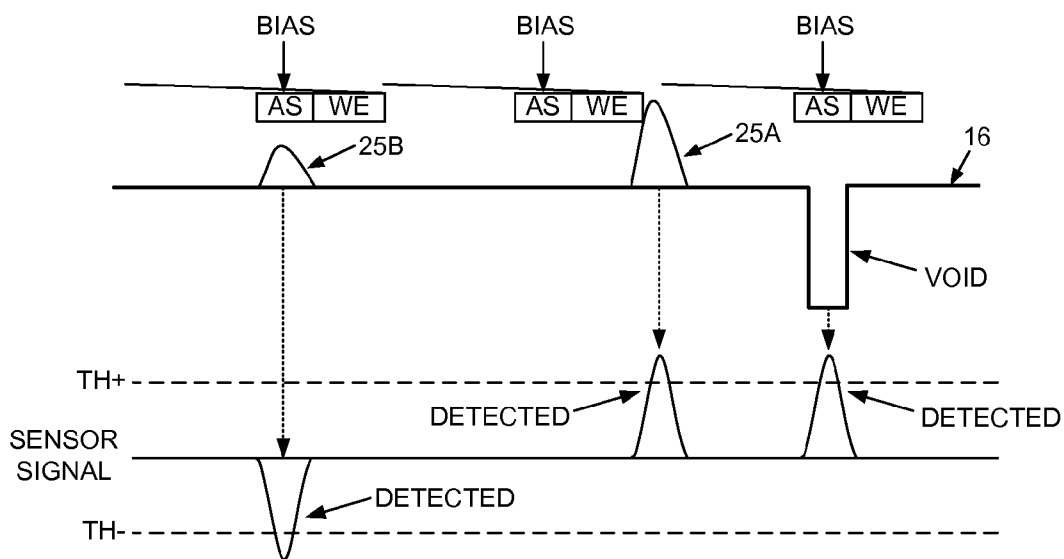 BIAS BIAS BIAS
AS WE AS WE AS WE
25B 25A 16
VOID
TH+
DETECTED DETECTED
SENSOR
SIGNAL
DETECTED
TH-